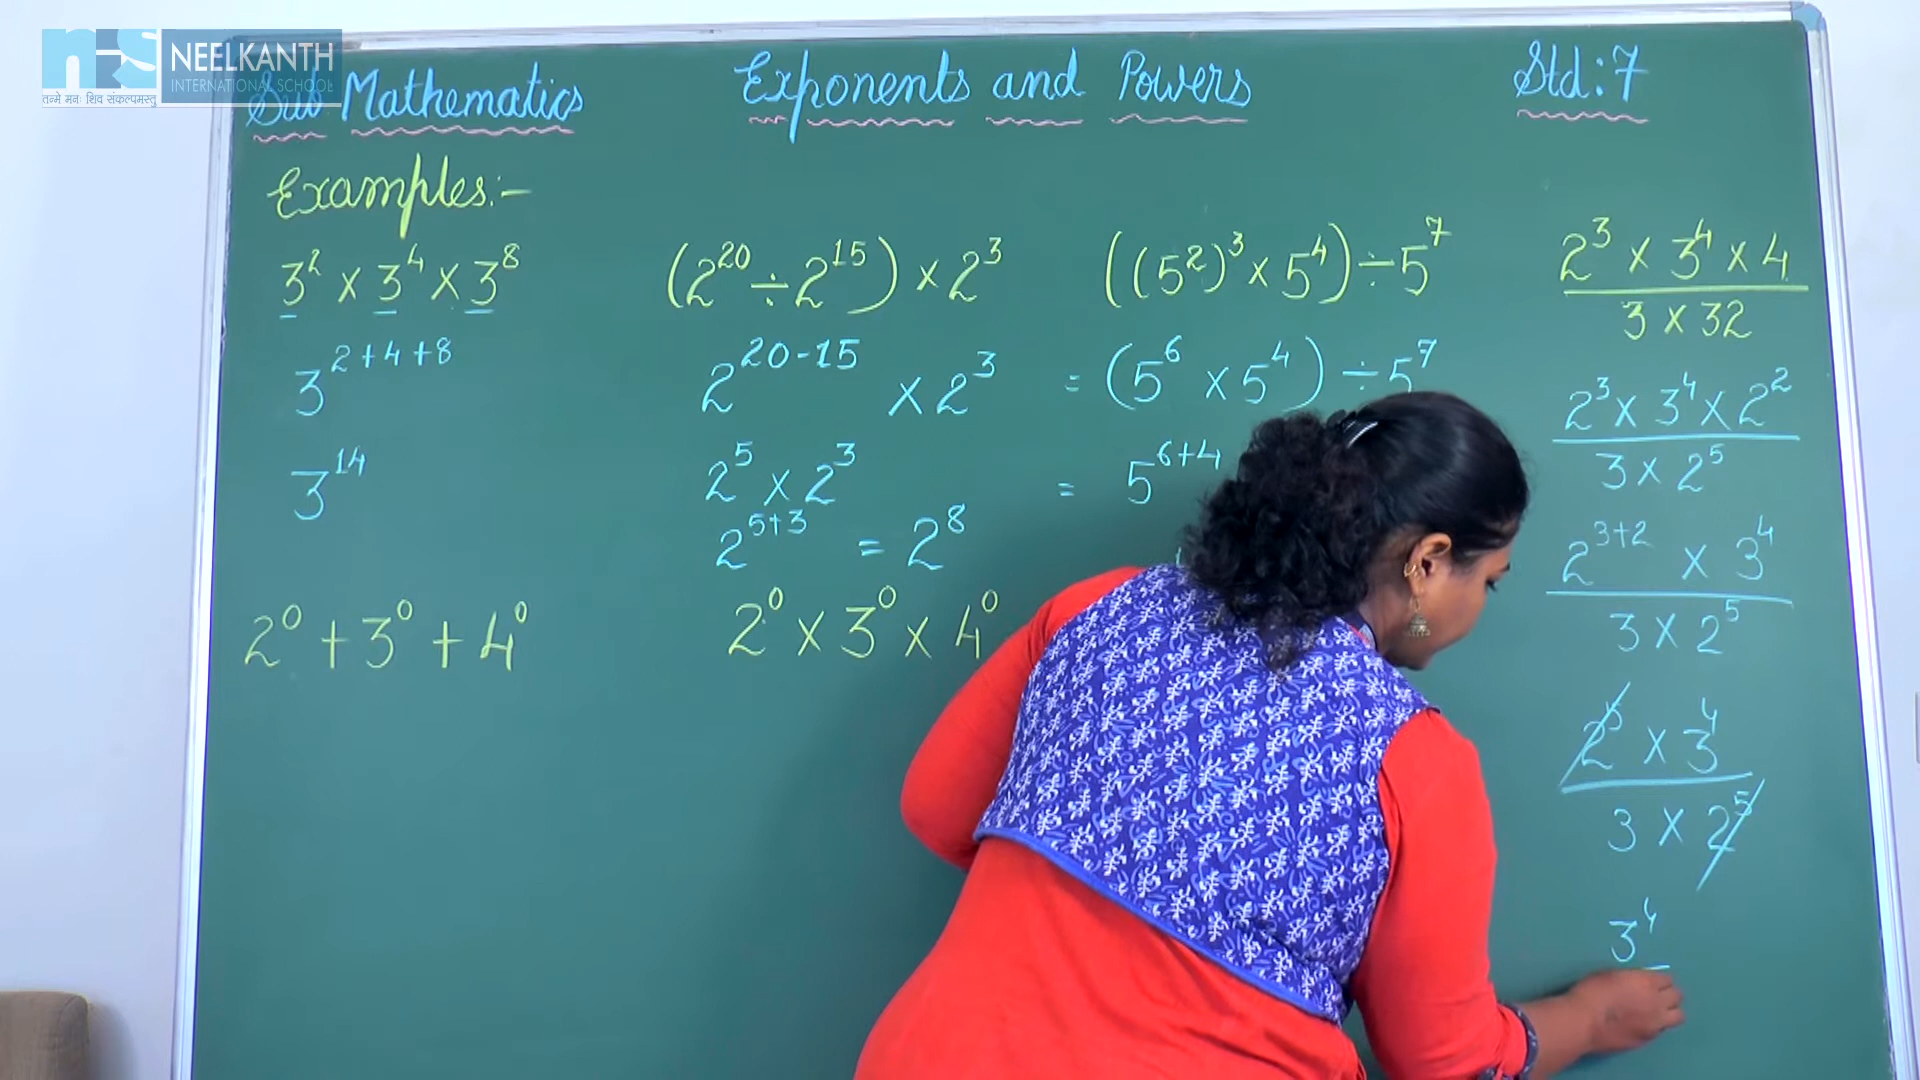 nis NEELKANTH
INTERNATIONAL SCHOOL
तन्मे मनः शिव संकल्पमस्तु
Sub Mathematics
Exponents and Powers
Std:7
Examples:-
3² × 3⁴ × 3⁸
3²⁺⁴⁺⁸
3¹⁴
2⁰ + 3⁰ + 4⁰
(2²⁰ ÷ 2¹⁵) × 2³
2²⁰⁻¹⁵ × 2³
2⁵ × 2³
2⁵⁺³ = 2⁸
2⁰ × 3⁰ × 4⁰
((5²)³ × 5⁴) ÷ 5⁷
= (5⁶ × 5⁴) ÷ 5⁷
= 5⁶⁺⁴
2³ × 3⁴ × 4
3 × 32
2³ × 3⁴ × 2²
3 × 2⁵
2³⁺² × 3⁴
3 × 2⁵
2⁵ × 3⁴
3 × 2⁵
3⁴